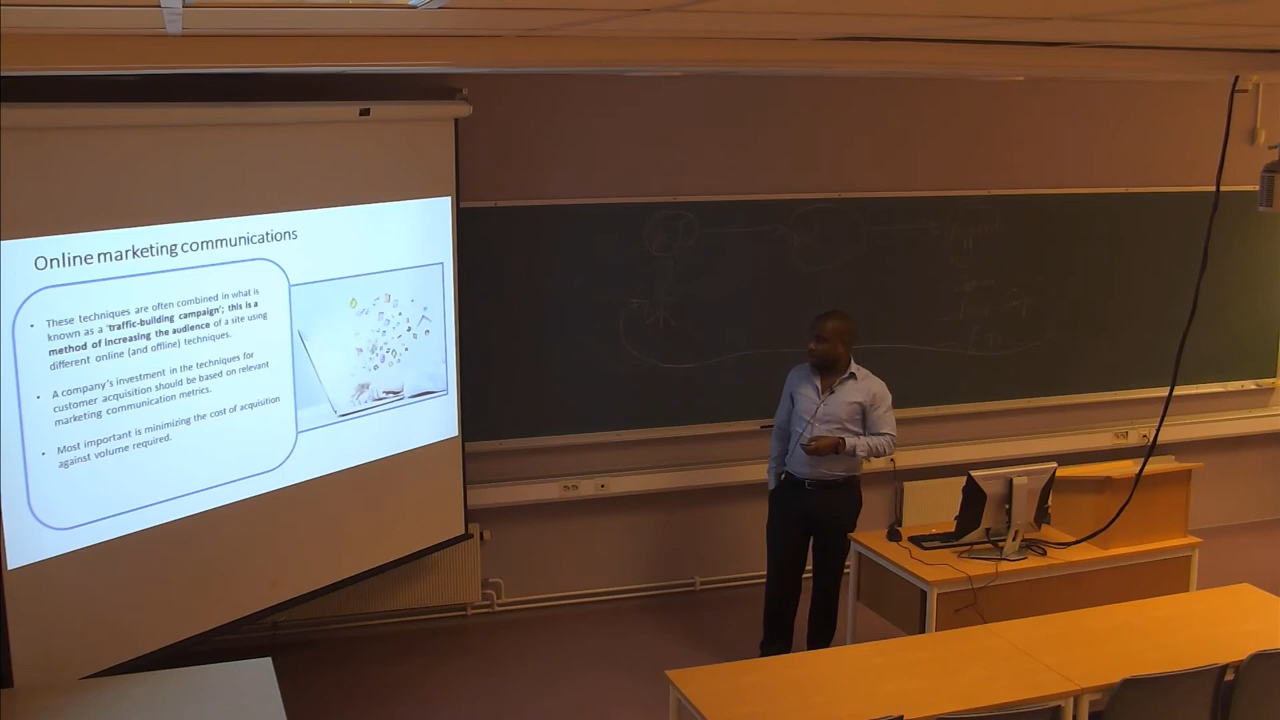 Online marketing communications
• These techniques are often combined in what is
known as a 'traffic-building campaign'; this is a
method of increasing the audience of a site using
different online (and offline) techniques.
• A company's investment in the techniques for
customer acquisition should be based on relevant
marketing communication metrics.
• Most important is minimizing the cost of acquisition
against volume required.